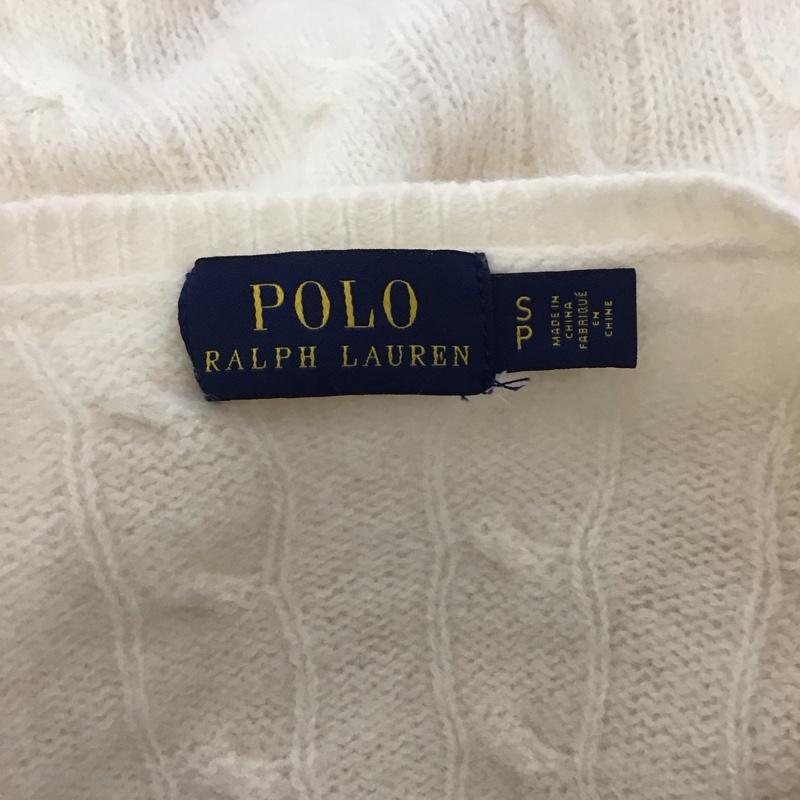 POLO
RALPH LAUREN
S
P
MADE IN
CHINA
FABRIQUÉ
EN
CHINE